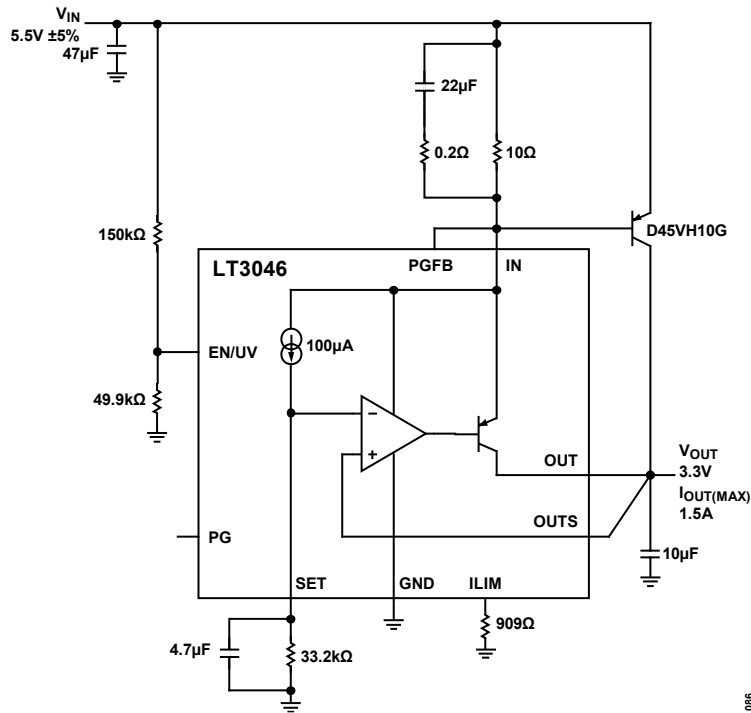 VIN
5.5V ±5%
47µF
22µF
0.2Ω
10Ω
D45VH10G
150kΩ
LT3046
PGFB
IN
100µA
EN/UV
49.9kΩ
–
+
OUT
VOUT
3.3V
IOUT(MAX)
1.5A
OUTS
PG
10µF
SET
GND
ILIM
909Ω
4.7µF
33.2kΩ
086